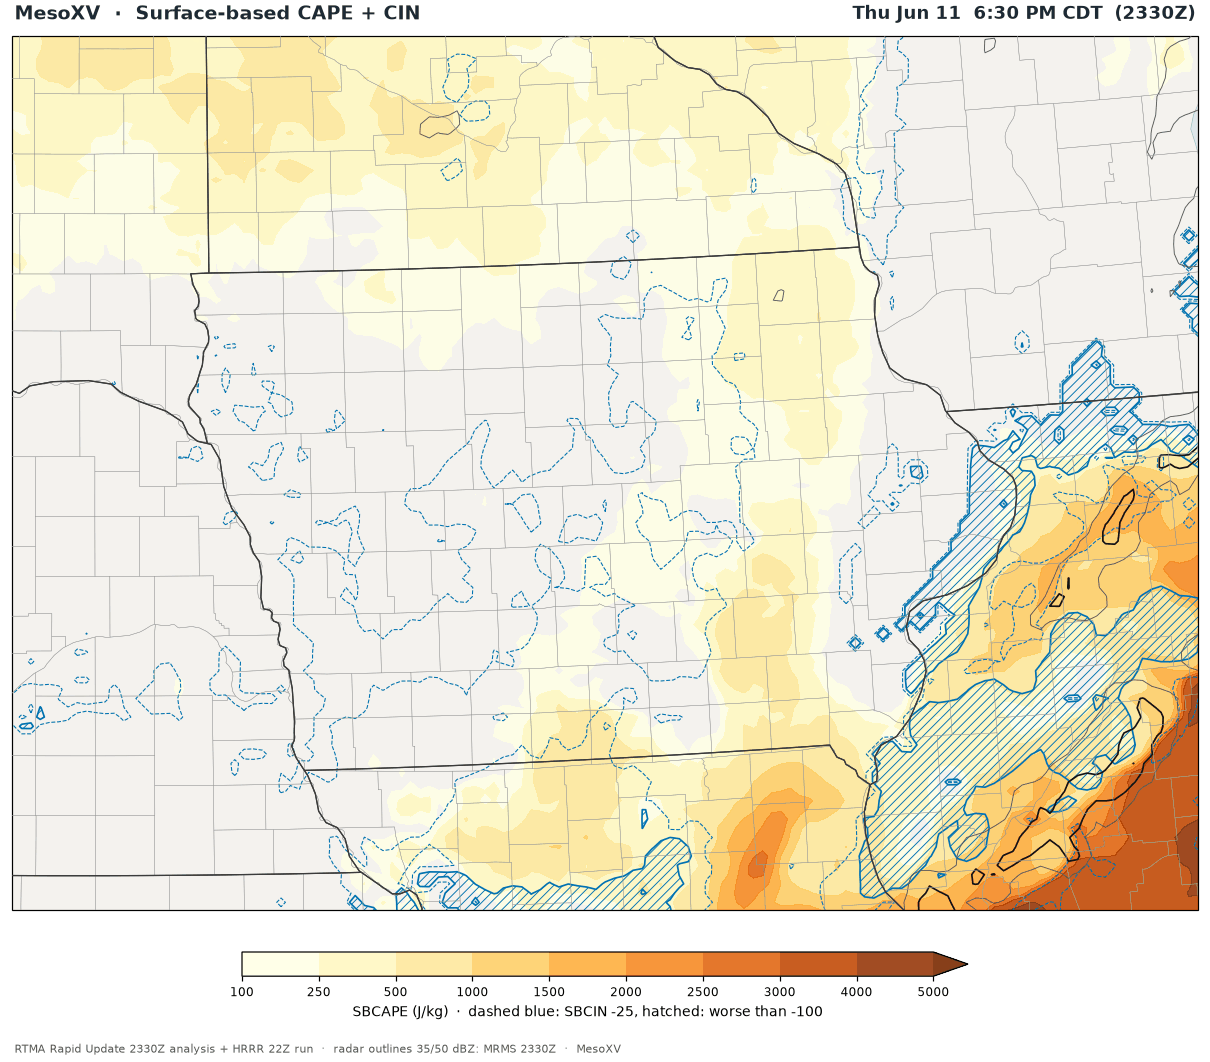 MesoXV · Surface-based CAPE + CIN
Thu Jun 11 6:30 PM CDT (2330Z)
100 250 500 1000 1500 2000 2500 3000 4000 5000
SBCAPE (J/kg) · dashed blue: SBCIN -25, hatched: worse than -100
RTMA Rapid Update 2330Z analysis + HRRR 22Z run · radar outlines 35/50 dBZ: MRMS 2330Z · MesoXV